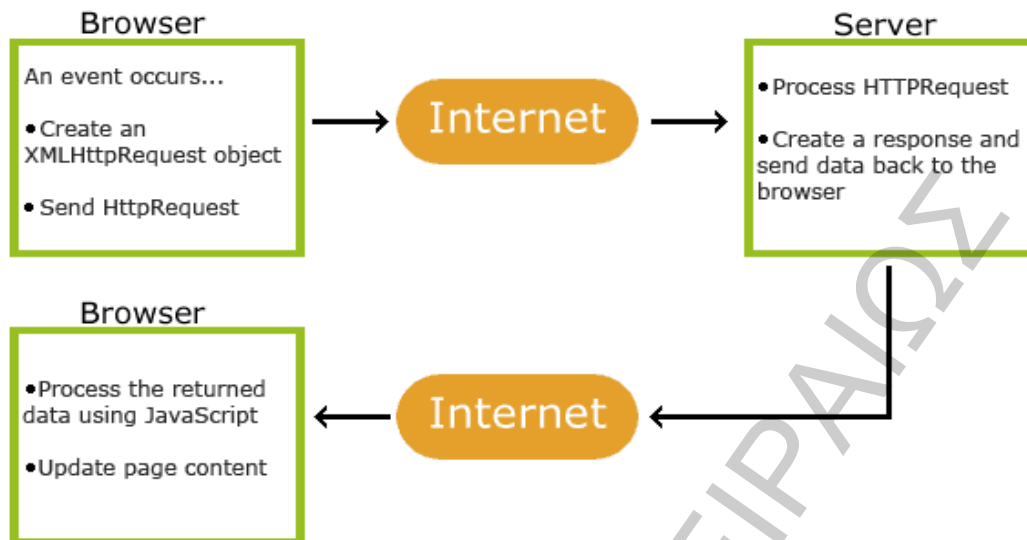 Browser
An event occurs...
•Create an
XMLHttpRequest object
• Send HttpRequest
Internet
Server
•Process HTTPRequest
•Create a response and
send data back to the
browser
Browser
•Process the returned
data using JavaScript
•Update page content
Internet
ΕΙΡΑΙΩΣ